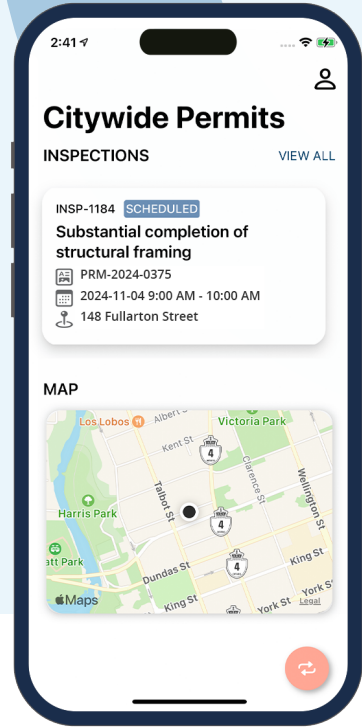 2:41
Citywide Permits
INSPECTIONS
VIEW ALL
INSP-1184 SCHEDULED
Substantial completion of
structural framing
PRM-2024-0375
2024-11-04 9:00 AM - 10:00 AM
148 Fullarton Street
MAP
Los Lobos
Albert S
Victoria Park
Kent St
4
Clarence St
Talbot St
Wellington St
Harris Park
4
att Park
Dundas St
4
King St
Maps
King St
York St
York S
Legal